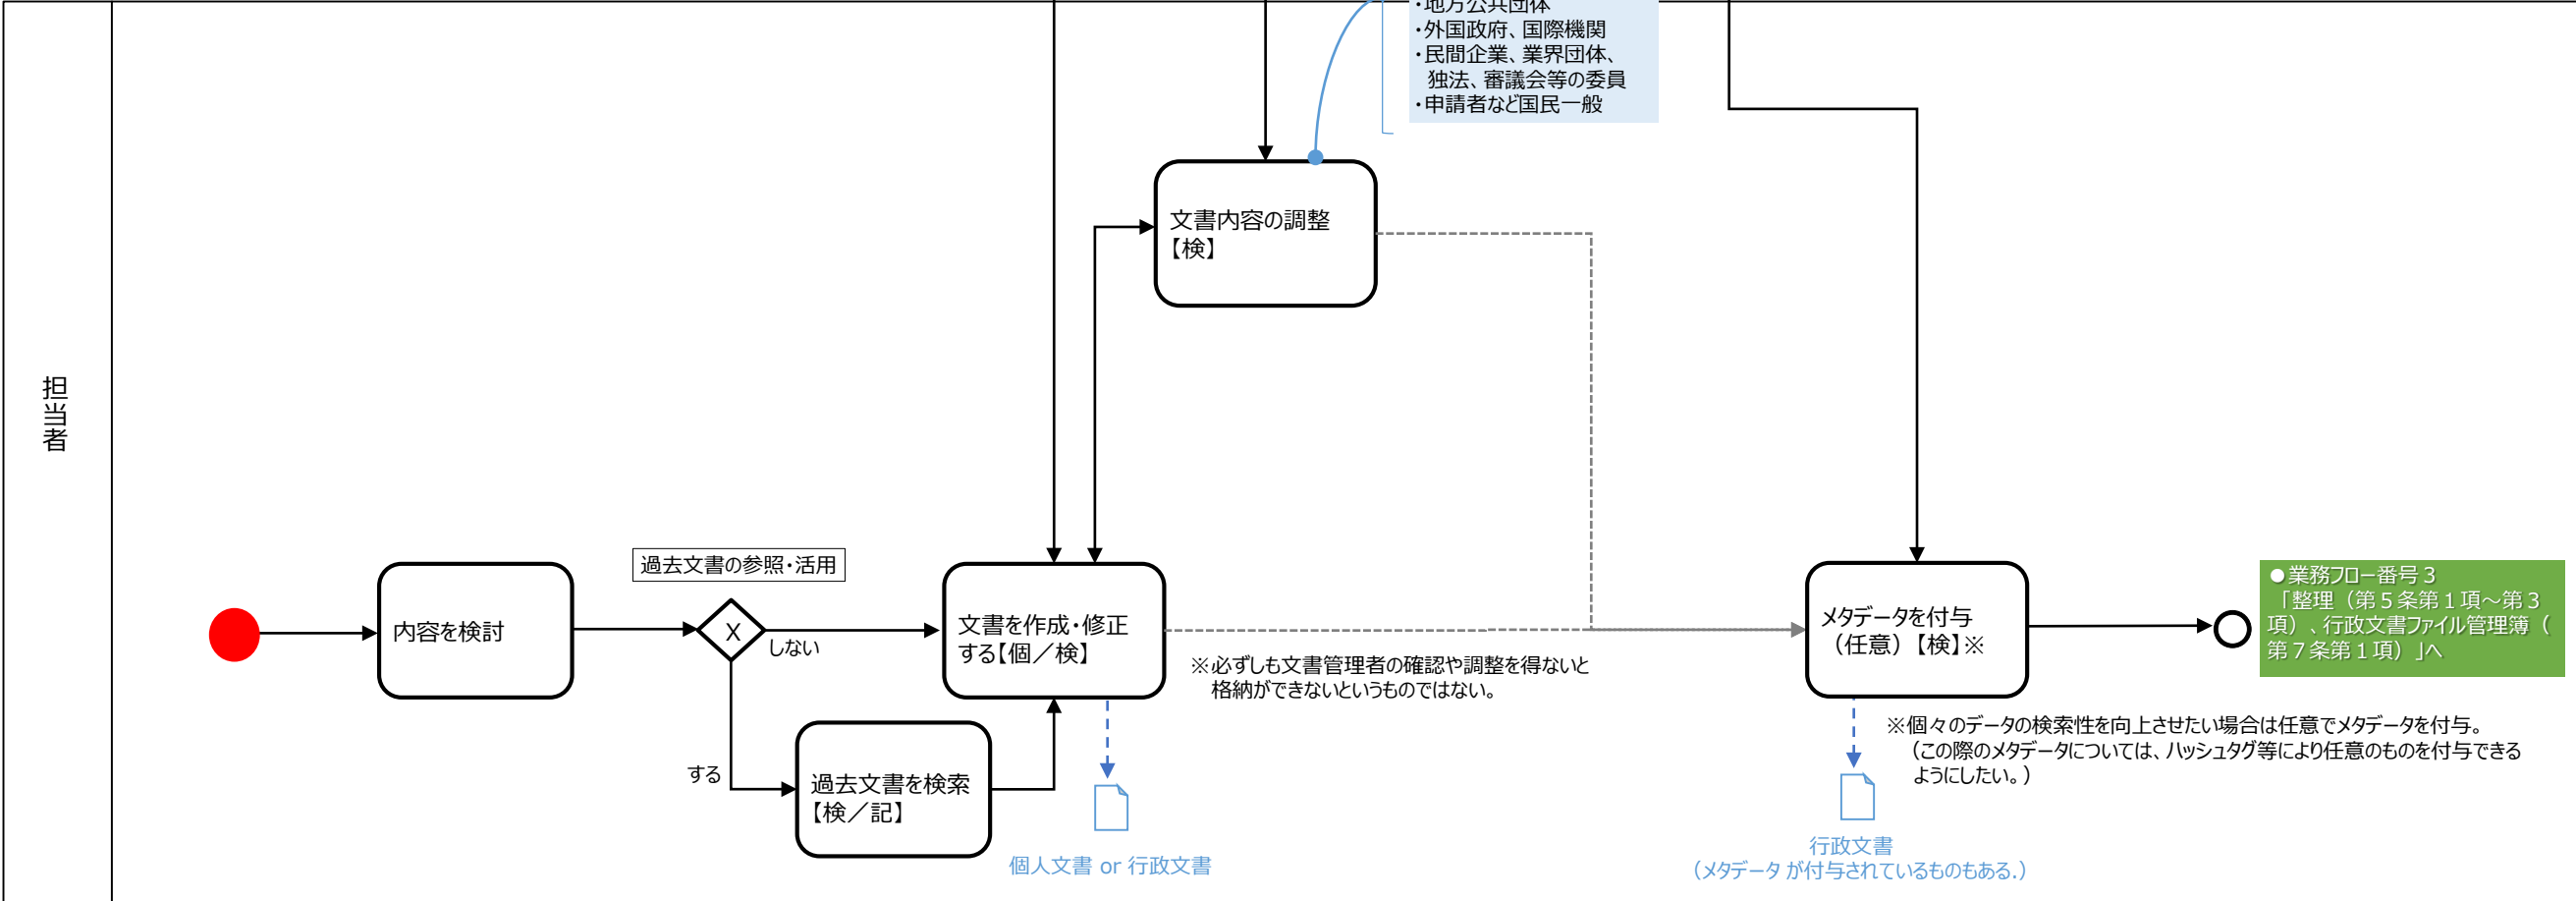 ・地方公共団体
・外国政府、国際機関
・民間企業、業界団体、
独法、審議会等の委員
・申請者など国民一般
文書内容の調整
【検】
担当者
過去文書の参照・活用
内容を検討
X
しない
する
文書を作成・修正
する【個／検】
過去文書を検索
【検／記】
個人文書 or 行政文書
※必ずしも文書管理者の確認や調整を得ないと
格納ができないというものではない。
メタデータを付与
（任意）【検】※
●業務フロー番号３
「整理（第５条第１項～第３
項）、行政文書ファイル管理簿（
第７条第１項）」へ
※個々のデータの検索性を向上させたい場合は任意でメタデータを付与。
（この際のメタデータについては、ハッシュタグ等により任意のものを付与できる
ようにしたい。）
行政文書
（メタデータ が付与されているものもある.）